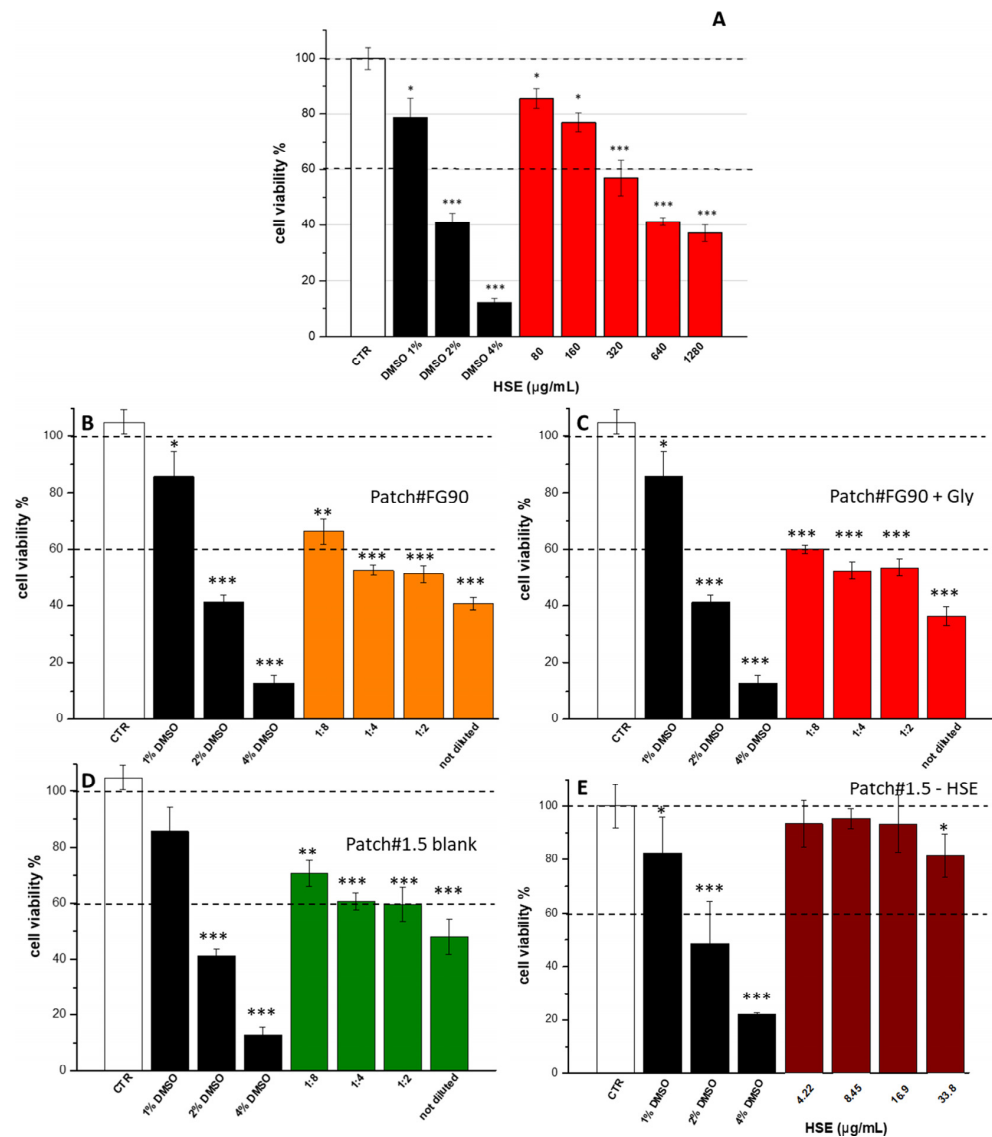 A
cell viability %
100
80
60
40
20
0
* *** *** * * *** *** ***
CTR DMSO 1% DMSO 2% DMSO 4% 80 160 320 640 1280
HSE (µg/mL)
B
Patch#FG90
cell viability %
100
80
60
40
20
0
* *** *** ** *** *** ***
CTR 1% DMSO 2% DMSO 4% DMSO 1:8 1:4 1:2 not diluted
C
Patch#FG90 + Gly
cell viability %
100
80
60
40
20
0
* *** *** *** *** *** ***
CTR 1% DMSO 2% DMSO 4% DMSO 1:8 1:4 1:2 not diluted
D
Patch#1.5 blank
cell viability %
100
80
60
40
20
0
*** *** ** *** *** ***
CTR 1% DMSO 2% DMSO 4% DMSO 1:8 1:4 1:2 not diluted
E
Patch#1.5 - HSE
cell viability %
100
80
60
40
20
0
* *** *** *
CTR 1% DMSO 2% DMSO 4% DMSO 4.22 8.45 16.9 33.8
HSE (µg/mL)